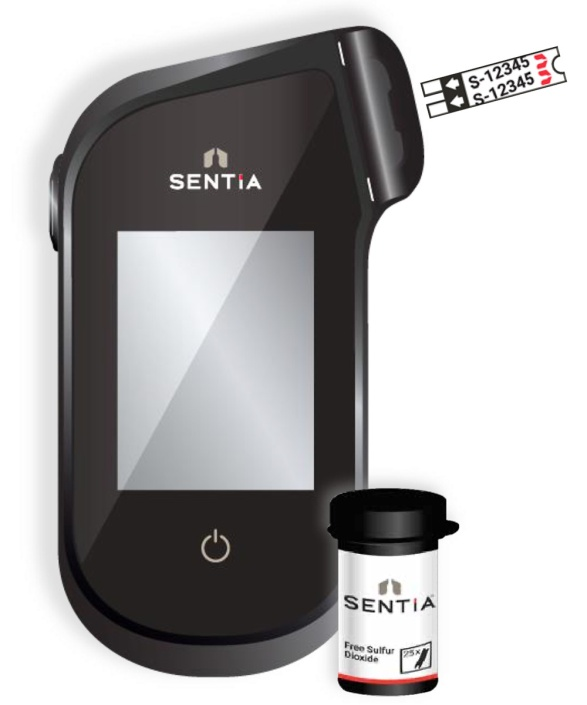 SENTIA
S-12345
S-12345
SENTIA
Free Sulfur
Dioxide
25x